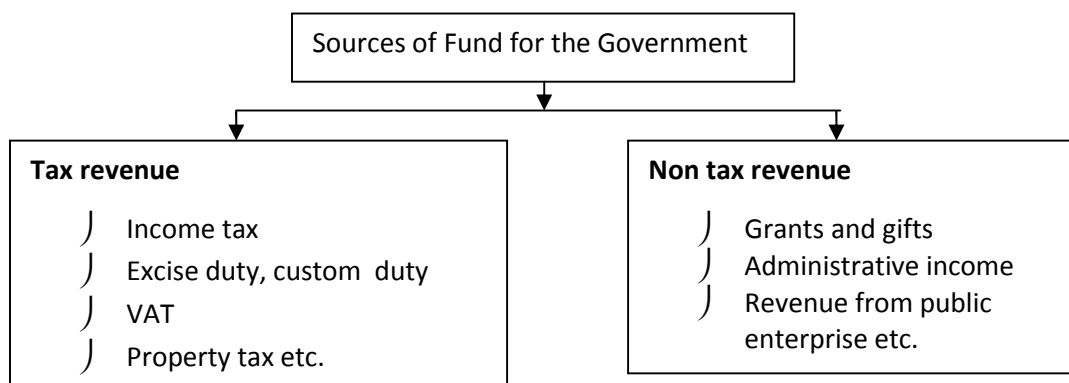 Sources of Fund for the Government
Tax revenue
Income tax
Excise duty, custom duty
VAT
Property tax etc.
Non tax revenue
Grants and gifts
Administrative income
Revenue from public
enterprise etc.